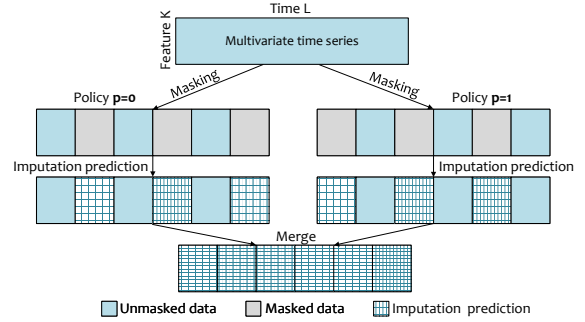 Time L
Feature K
Multivariate time series
Masking
Masking
Policy p=0
Policy p=1
Imputation prediction
Imputation prediction
Merge
Unmasked data
Masked data
Imputation prediction